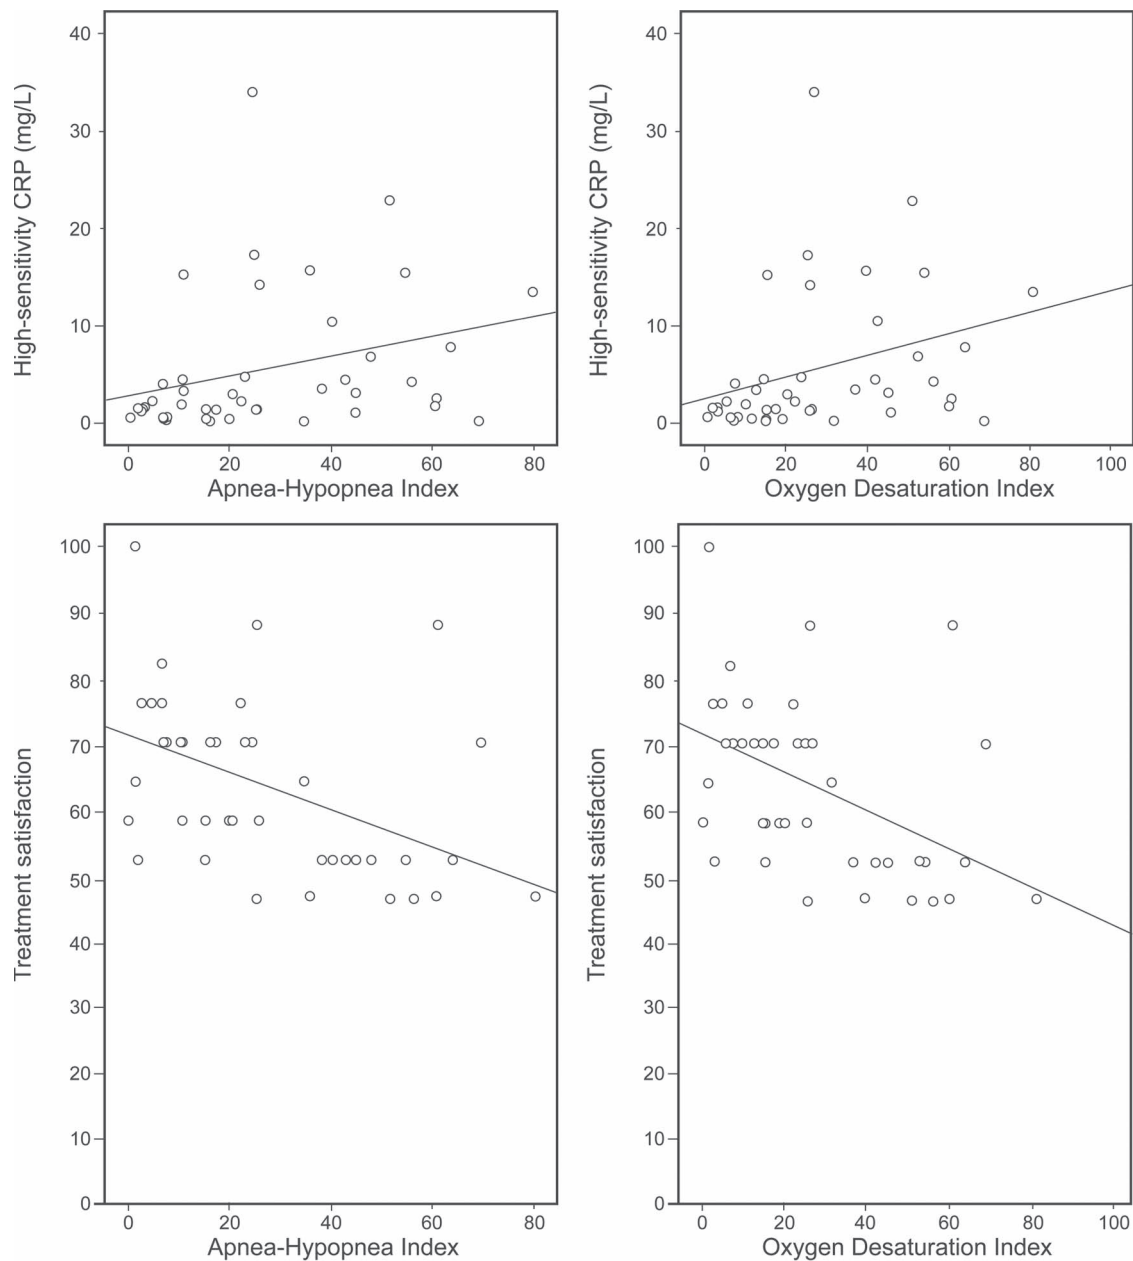 High-sensitivity CRP (mg/L)
40
30
20
10
0
0 20 40 60 80
Apnea-Hypopnea Index
High-sensitivity CRP (mg/L)
40
30
20
10
0
0 20 40 60 80 100
Oxygen Desaturation Index
Treatment satisfaction
100
90
80
70
60
50
40
30
20
10
0
0 20 40 60 80
Apnea-Hypopnea Index
Treatment satisfaction
100
90
80
70
60
50
40
30
20
10
0
0 20 40 60 80 100
Oxygen Desaturation Index